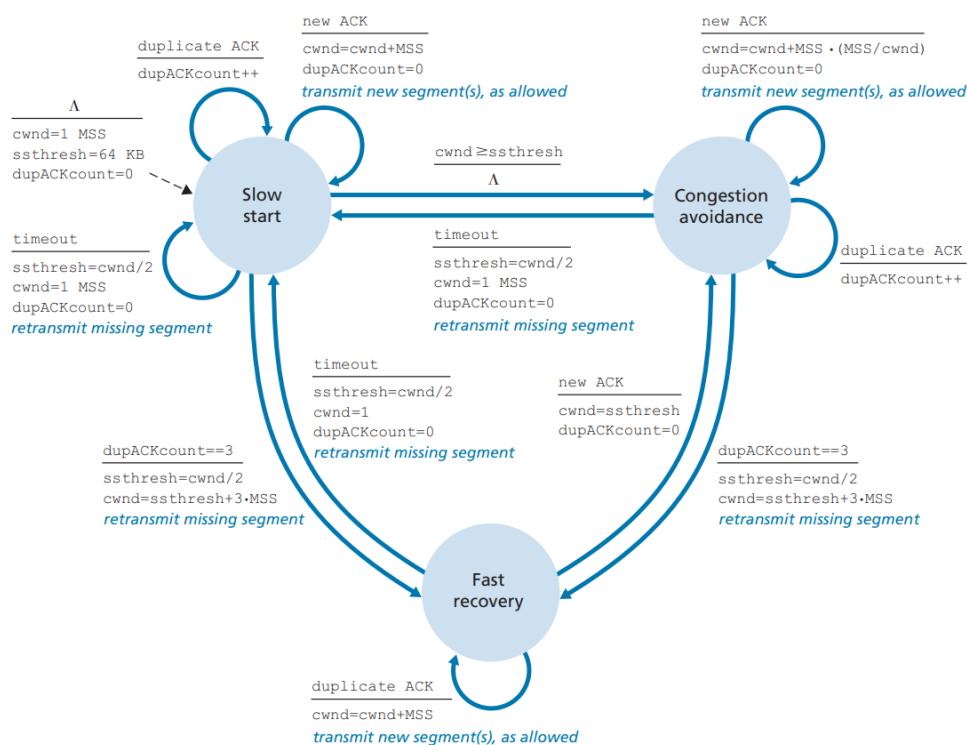 new ACK
cwnd=cwnd+MSS
dupACKcount=0
transmit new segment(s), as allowed
new ACK
cwnd=cwnd+MSS·(MSS/cwnd)
dupACKcount=0
transmit new segment(s), as allowed
duplicate ACK
dupACKcount++
Λ
cwnd=1 MSS
ssthresh=64 KB
dupACKcount=0
Slow
start
cwnd≥ssthresh
Λ
Congestion
avoidance
timeout
ssthresh=cwnd/2
cwnd=1 MSS
dupACKcount=0
retransmit missing segment
timeout
ssthresh=cwnd/2
cwnd=1 MSS
dupACKcount=0
retransmit missing segment
duplicate ACK
dupACKcount++
timeout
ssthresh=cwnd/2
cwnd=1
dupACKcount=0
retransmit missing segment
new ACK
cwnd=ssthresh
dupACKcount=0
dupACKcount==3
ssthresh=cwnd/2
cwnd=ssthresh+3·MSS
retransmit missing segment
dupACKcount==3
ssthresh=cwnd/2
cwnd=ssthresh+3·MSS
retransmit missing segment
Fast
recovery
duplicate ACK
cwnd=cwnd+MSS
transmit new segment(s), as allowed